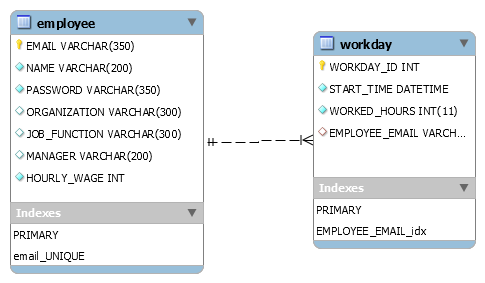 employee
EMAIL VARCHAR(350)
NAME VARCHAR(200)
PASSWORD VARCHAR(350)
ORGANIZATION VARCHAR(300)
JOB_FUNCTION VARCHAR(300)
MANAGER VARCHAR(200)
HOURLY_WAGE INT
Indexes
PRIMARY
email_UNIQUE
workday
WORKDAY_ID INT
START_TIME DATETIME
WORKED_HOURS INT(11)
EMPLOYEE_EMAIL VARCH...
Indexes
PRIMARY
EMPLOYEE_EMAIL_idx